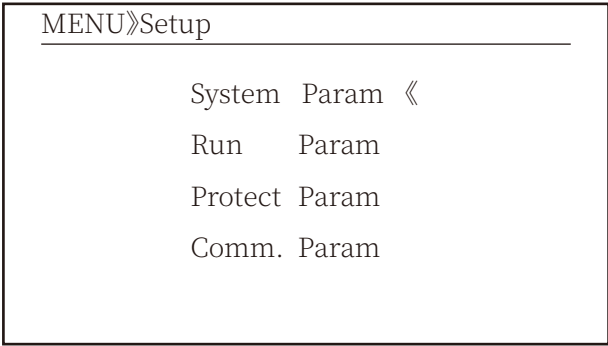 MENU》Setup
System Param 《
Run Param
Protect Param
Comm. Param